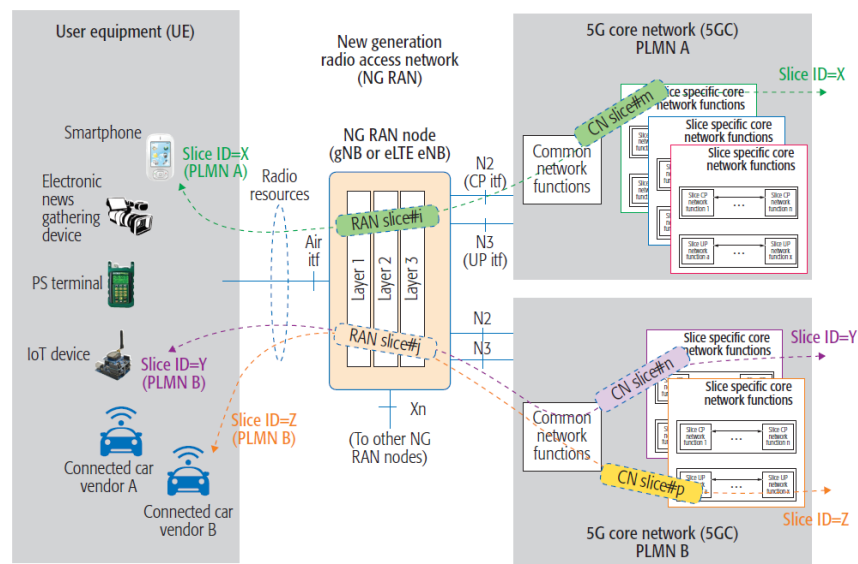 User equipment (UE)
Smartphone
Electronic
news
gathering
device
PS terminal
IoT device
Connected car
vendor A
Connected car
vendor B
Slice ID=X
(PLMN A)
Slice ID=Y
(PLMN B)
Slice ID=Z
(PLMN B)
New generation
radio access network
(NG RAN)
Radio
resources
Air
itf
NG RAN node
(gNB or eLTE eNB)
RAN slice#i
Layer 1
Layer 2
Layer 3
RAN slice#j
N2
(CP itf)
N3
(UP itf)
N2
N3
Xn
(To other NG
RAN nodes)
5G core network (5GC)
PLMN A
Common
network
functions
CN slice#m
Slice specific core
network functions
Slice specific core
network functions
Slice specific core
network functions
Slice CP
network
function 1
...
Slice CP
network
function n
Slice UP
network
function a
...
Slice UP
network
function x
Slice ID=X
Common
network
functions
CN slice#n
Slice specific core
network functions
Slice ID=Y
Slice specific core
network functions
Slice CP
network
function 1
...
Slice CP
network
function n
Slice UP
network
function a
...
Slice UP
network
function x
CN slice#p
Slice ID=Z
5G core network (5GC)
PLMN B